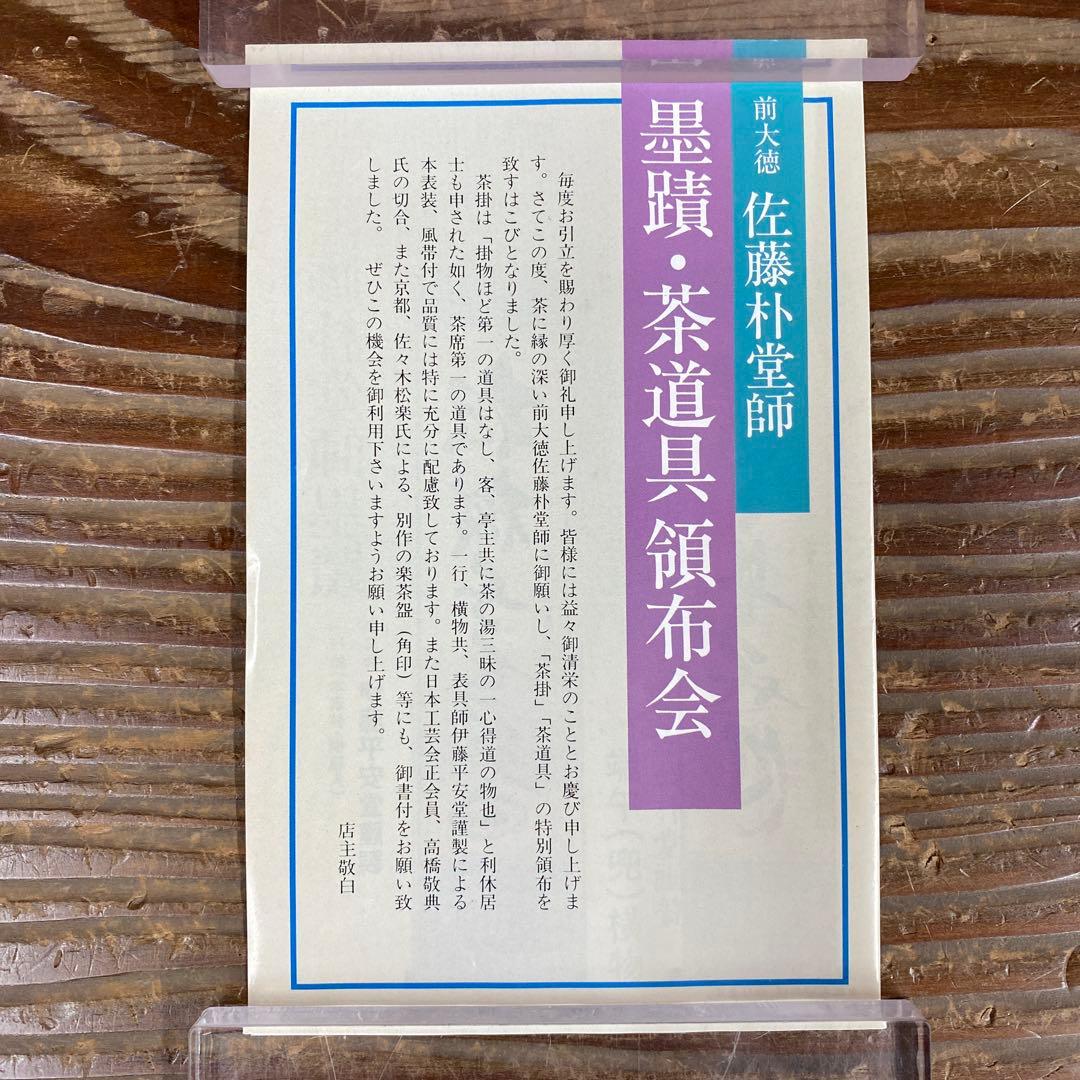 前大徳 佐藤朴堂師
墨蹟・茶道具領布会
毎度お引立を賜わり厚く御礼申し上げます。皆様には益々御清栄のこととお慶び申し上げま
す。さてこの度、茶に縁の深い前大徳佐藤朴堂師に御願いし、「茶掛」「茶道具」の特別領布を
致すはこびとなりました。
茶掛は「掛物ほど第一の道具はなし、客、亭主共に茶の湯三昧の一心得道の物也」と利休居
士も申された如く、茶席第一の道具であります。一行、横物共、表具師伊藤平安堂謹製による
本表装、風帯付で品質には特に充分に配慮致しております。また日本工芸会正会員、高橋敬典
氏の切合、また京都、佐々木松楽氏による、別作の楽茶盌(角印)等にも、御書付をお願い致
しました。 ぜひこの機会を御利用下さいますようお願い申し上げます。
店主敬白